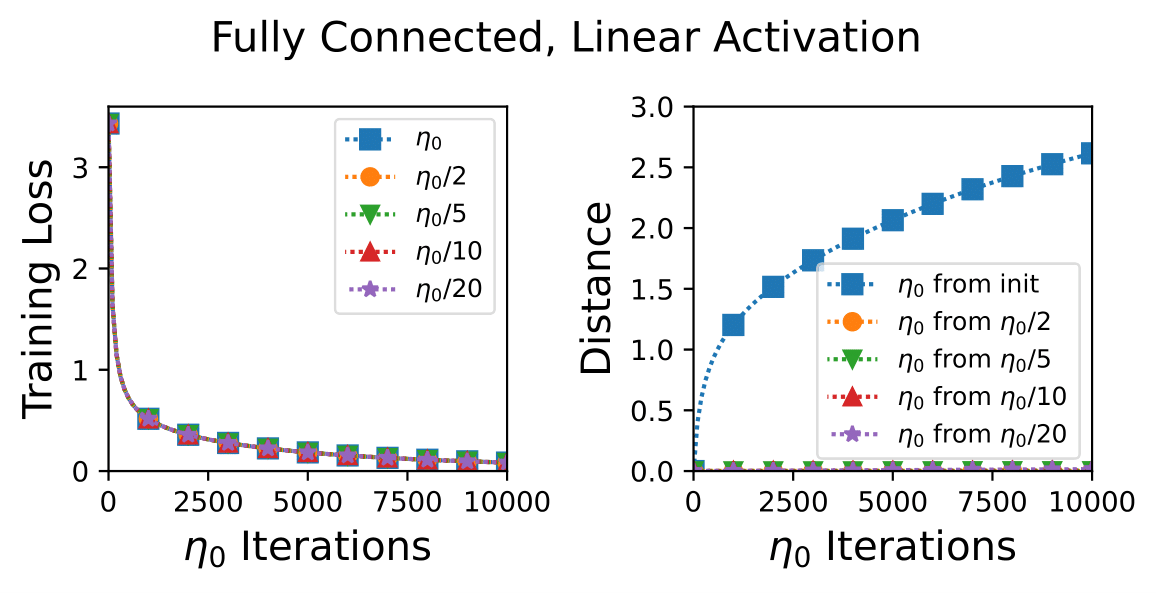 Fully Connected, Linear Activation
Training Loss
3
2
1
0
0 2500 5000 7500 10000
η₀ Iterations
η₀
η₀/2
η₀/5
η₀/10
η₀/20
Distance
3.0
2.5
2.0
1.5
1.0
0.5
0.0
0 2500 5000 7500 10000
η₀ Iterations
η₀ from init
η₀ from η₀/2
η₀ from η₀/5
η₀ from η₀/10
η₀ from η₀/20